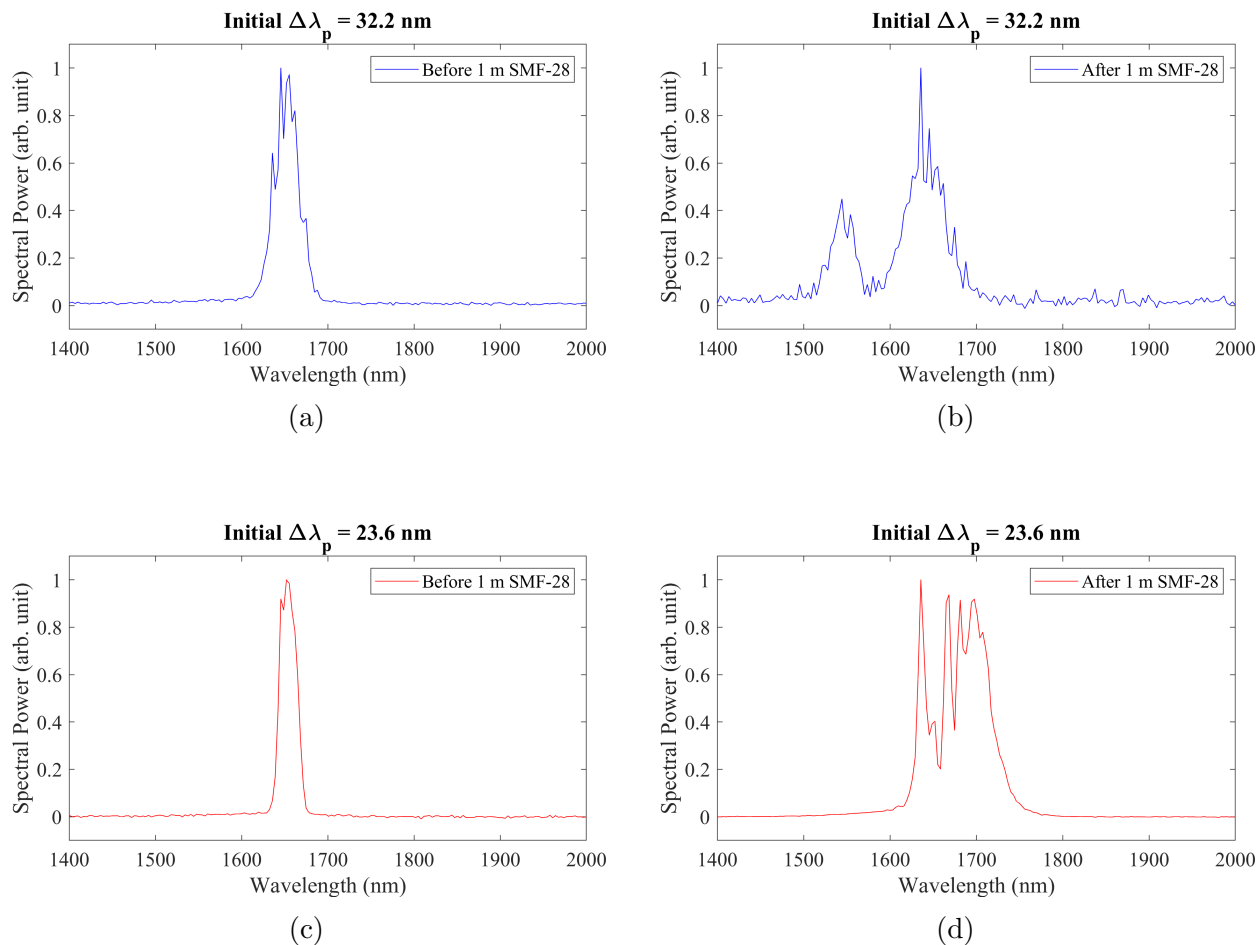 Initial Δλp = 32.2 nm
Before 1 m SMF-28
Spectral Power (arb. unit)
1
0.8
0.6
0.4
0.2
0
1400 1500 1600 1700 1800 1900 2000
Wavelength (nm)
(a)
Initial Δλp = 32.2 nm
After 1 m SMF-28
Spectral Power (arb. unit)
1
0.8
0.6
0.4
0.2
0
1400 1500 1600 1700 1800 1900 2000
Wavelength (nm)
(b)
Initial Δλp = 23.6 nm
Before 1 m SMF-28
Spectral Power (arb. unit)
1
0.8
0.6
0.4
0.2
0
1400 1500 1600 1700 1800 1900 2000
Wavelength (nm)
(c)
Initial Δλp = 23.6 nm
After 1 m SMF-28
Spectral Power (arb. unit)
1
0.8
0.6
0.4
0.2
0
1400 1500 1600 1700 1800 1900 2000
Wavelength (nm)
(d)